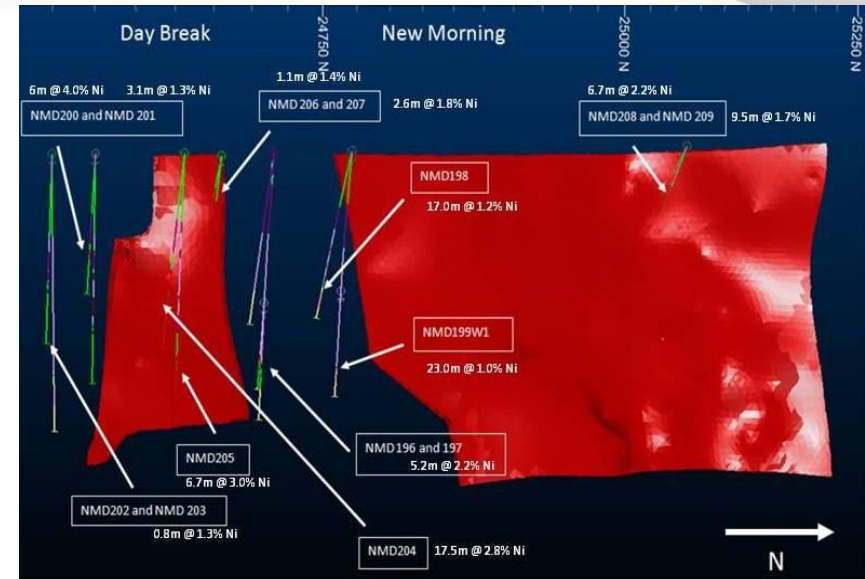 Day Break
New Morning
24750 N
25000 N
25250 N
6m @ 4.0% Ni
3.1m @ 1.3% Ni
NMD200 and NMD 201
1.1m @ 1.4% Ni
NMD 206 and 207
2.6m @ 1.8% Ni
6.7m @ 2.2% Ni
NMD208 and NMD 209
9.5m @ 1.7% Ni
NMD198
17.0m @ 1.2% Ni
NMD199W1
23.0m @ 1.0% Ni
NMD196 and 197
5.2m @ 2.2% Ni
NMD205
6.7m @ 3.0% Ni
NMD202 and NMD 203
0.8m @ 1.3% Ni
NMD204
17.5m @ 2.8% Ni
N